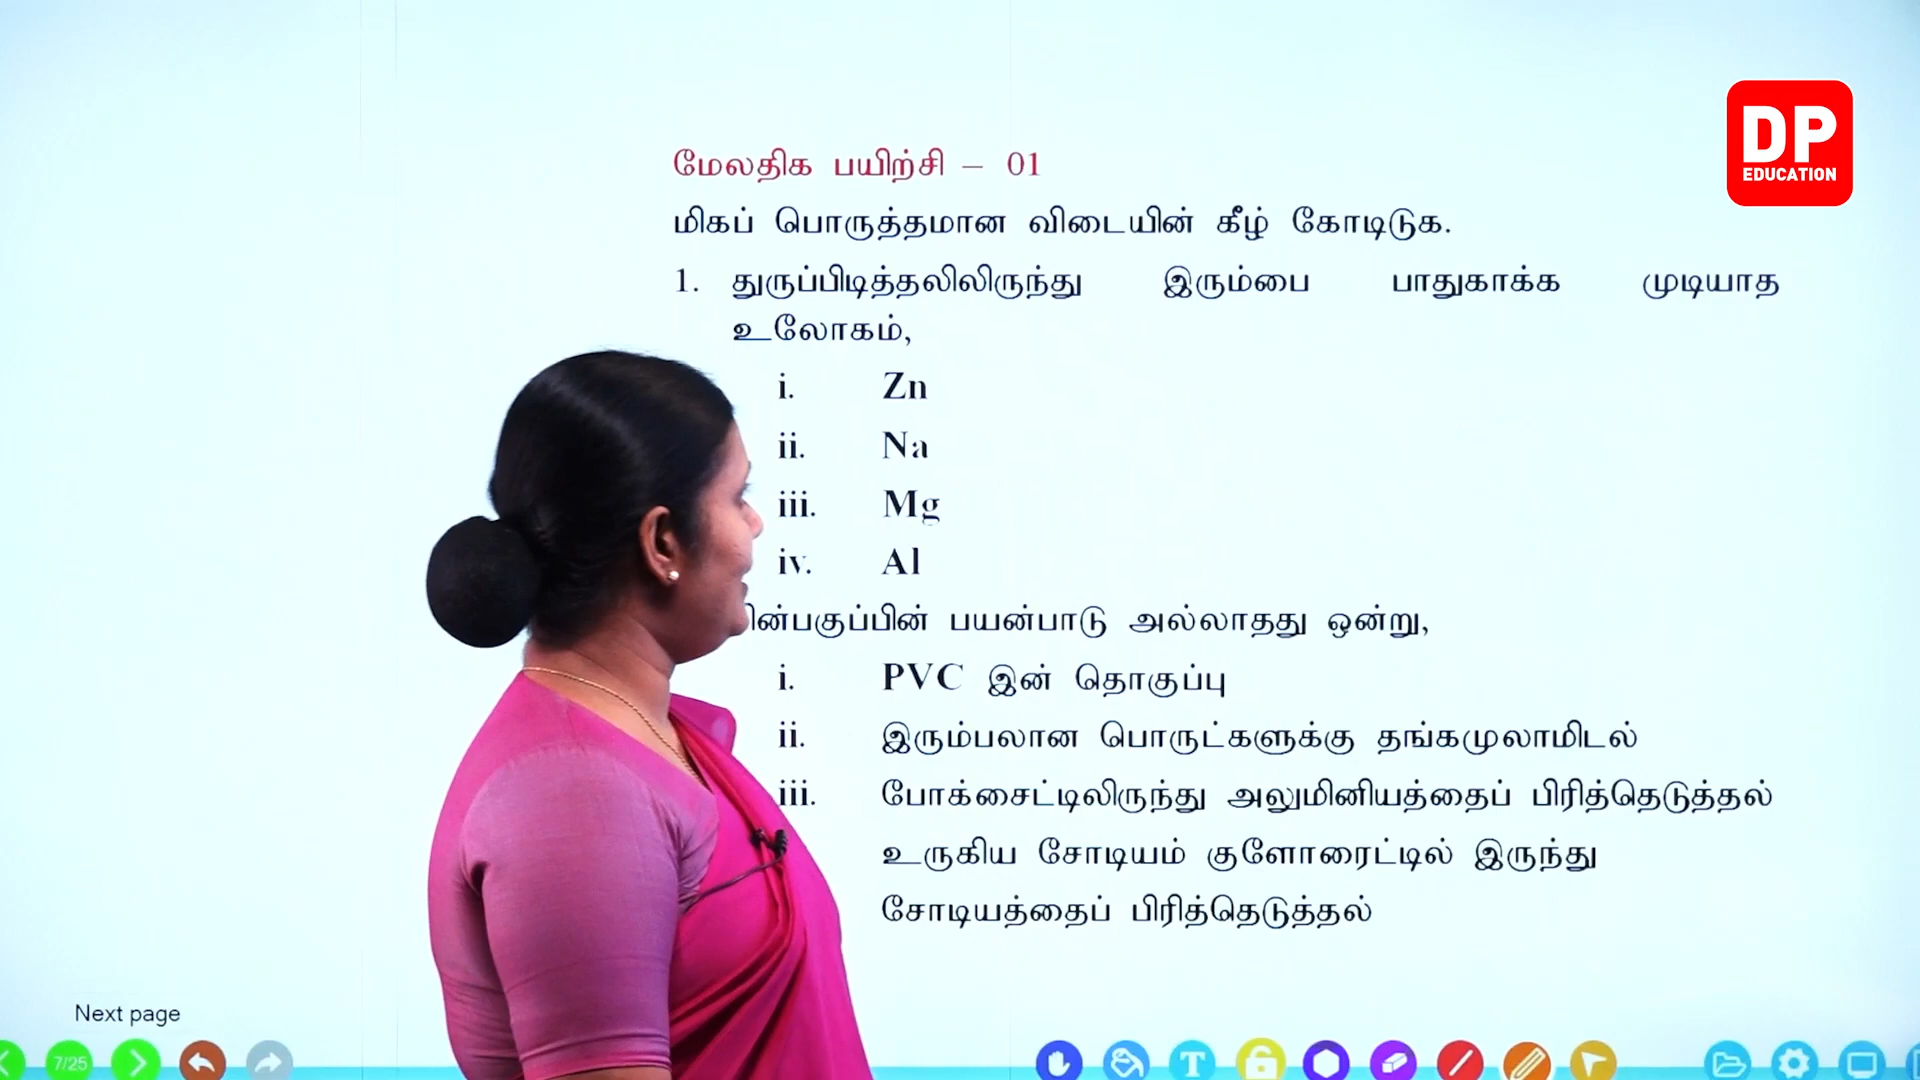 DP
EDUCATION
மேலதிக பயிற்சி – 01
மிகப் பொருத்தமான விடையின் கீழ் கோடிடுக.
1. துருப்பிடித்தலிலிருந்து இரும்பை பாதுகாக்க முடியாத
உலோகம்,
i. Zn
ii. Na
iii. Mg
iv. Al
பயன்பாடு அல்லாதது ஒன்று,
i. PVC இன் தொகுப்பு
ii. இரும்பலான பொருட்களுக்கு தங்கமுலாமிடல்
iii. போக்சைட்டிலிருந்து அலுமினியத்தைப் பிரித்தெடுத்தல்
உருகிய சோடியம் குளோரைட்டில் இருந்து
சோடியத்தைப் பிரித்தெடுத்தல்
Next page
7/25
T